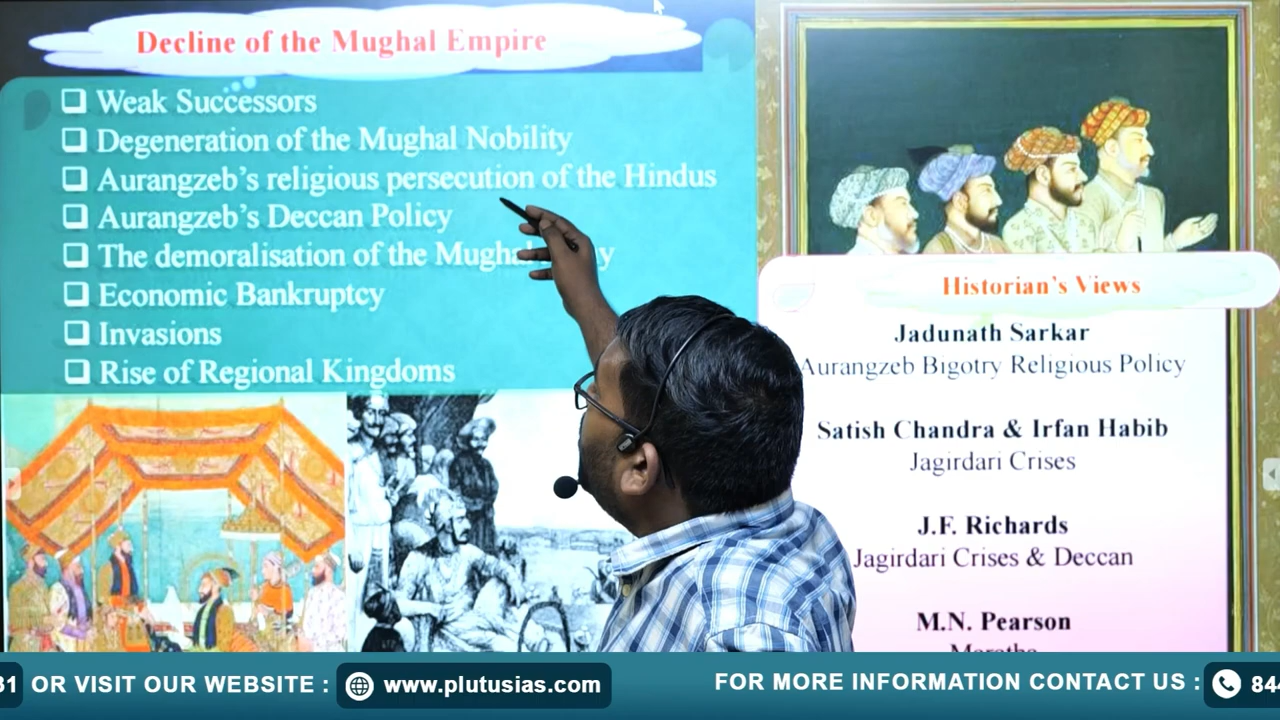 Decline of the Mughal Empire
Weak Successors
Degeneration of the Mughal Nobility
Aurangzeb's religious persecution of the Hindus
Aurangzeb's Deccan Policy
The demoralisation of the
Economic Bankruptcy
Invasions
Rise of Regional Kingdoms
Historian's Views
Jadunath Sarkar
Aurangzeb Bigotry Religious Policy
Satish Chandra & Irfan Habib
Jagirdari Crises
J.F. Richards
Jagirdari Crises & Deccan
M.N. Pearson
31 OR VISIT OUR WEBSITE : www.plutusias.com FOR MORE INFORMATION CONTACT US : 844